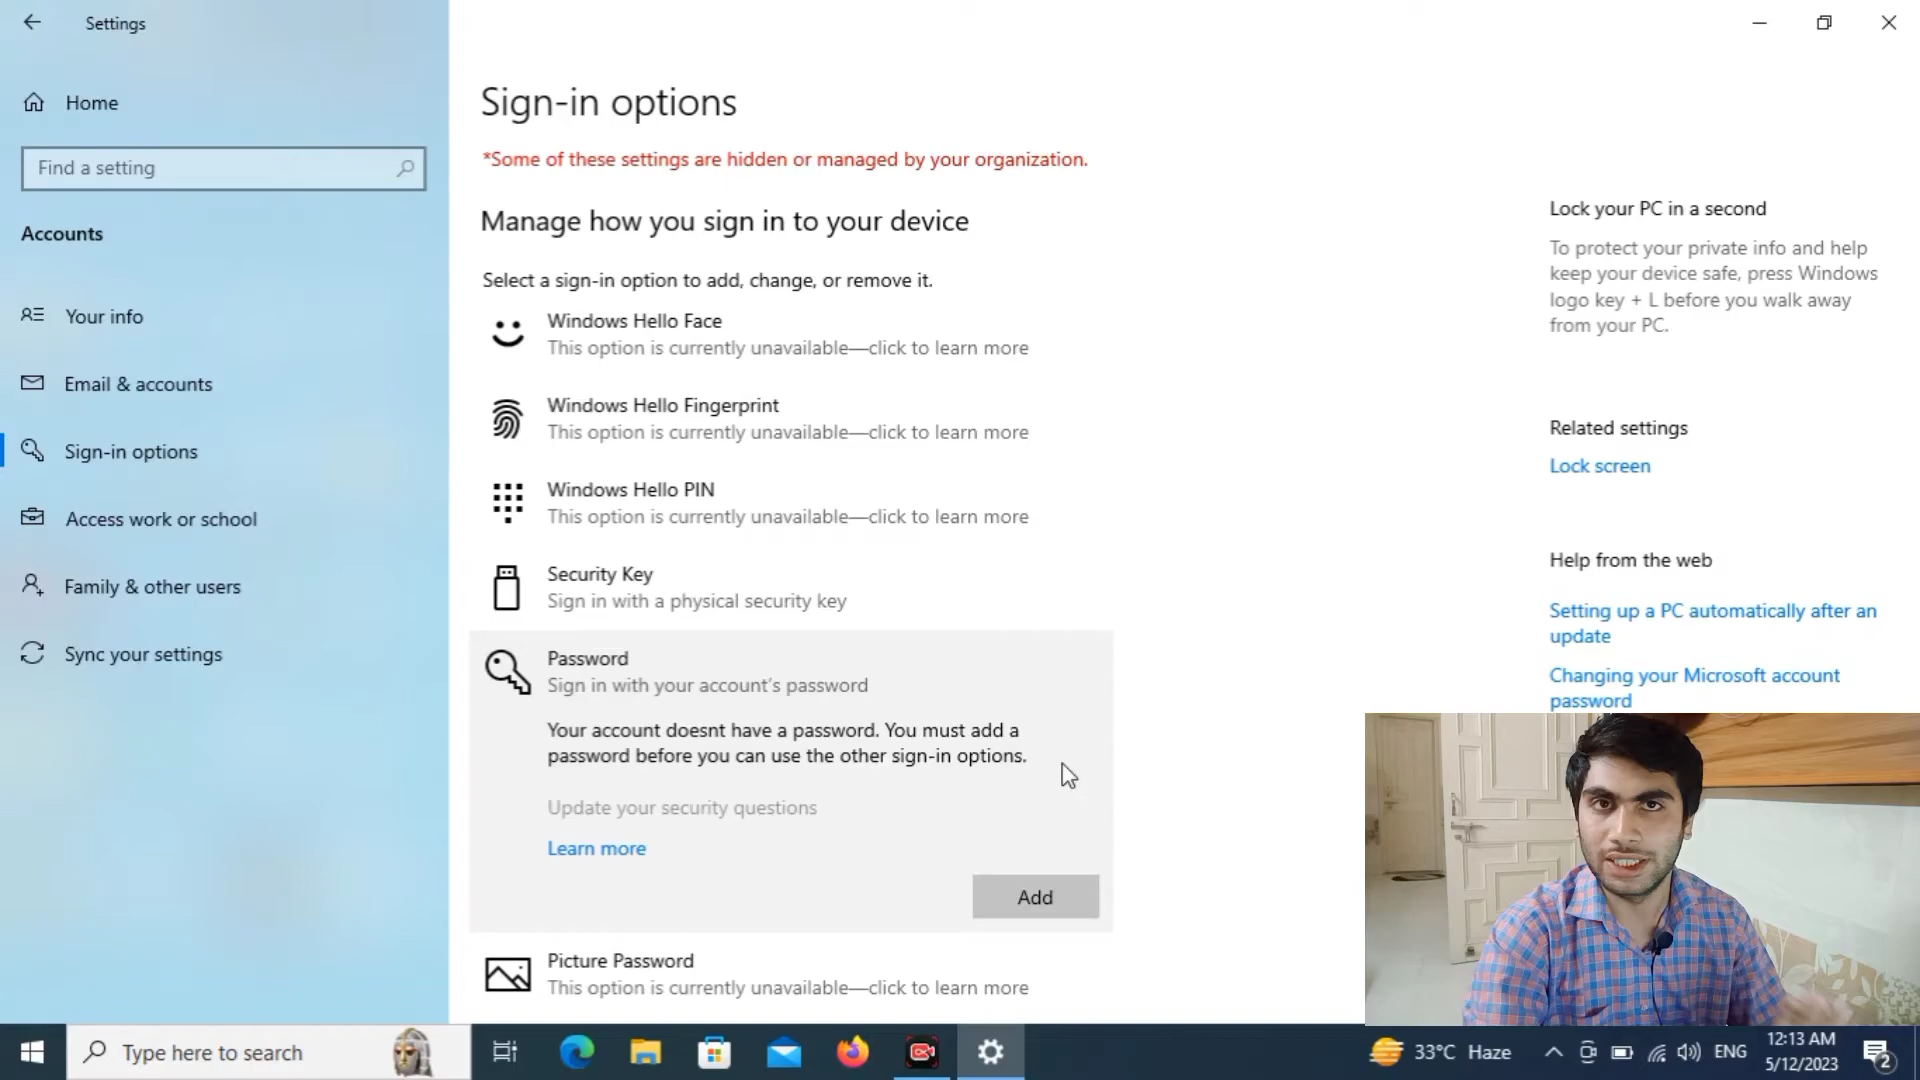 Settings
Home
Find a setting
Accounts
Your info
Email & accounts
Sign-in options
Access work or school
Family & other users
Sync your settings
Sign-in options
*Some of these settings are hidden or managed by your organization.
Manage how you sign in to your device
Select a sign-in option to add, change, or remove it.
Windows Hello Face
This option is currently unavailable—click to learn more
Windows Hello Fingerprint
This option is currently unavailable—click to learn more
Windows Hello PIN
This option is currently unavailable—click to learn more
Security Key
Sign in with a physical security key
Password
Sign in with your account's password
Your account doesnt have a password. You must add a
password before you can use the other sign-in options.
Update your security questions
Learn more
Add
Picture Password
This option is currently unavailable—click to learn more
Lock your PC in a second
To protect your private info and help
keep your device safe, press Windows
logo key + L before you walk away
from your PC.
Related settings
Lock screen
Help from the web
Setting up a PC automatically after an
update
Changing your Microsoft account
password
Type here to search
33°C Haze
ENG
12:13 AM
5/12/2023
2